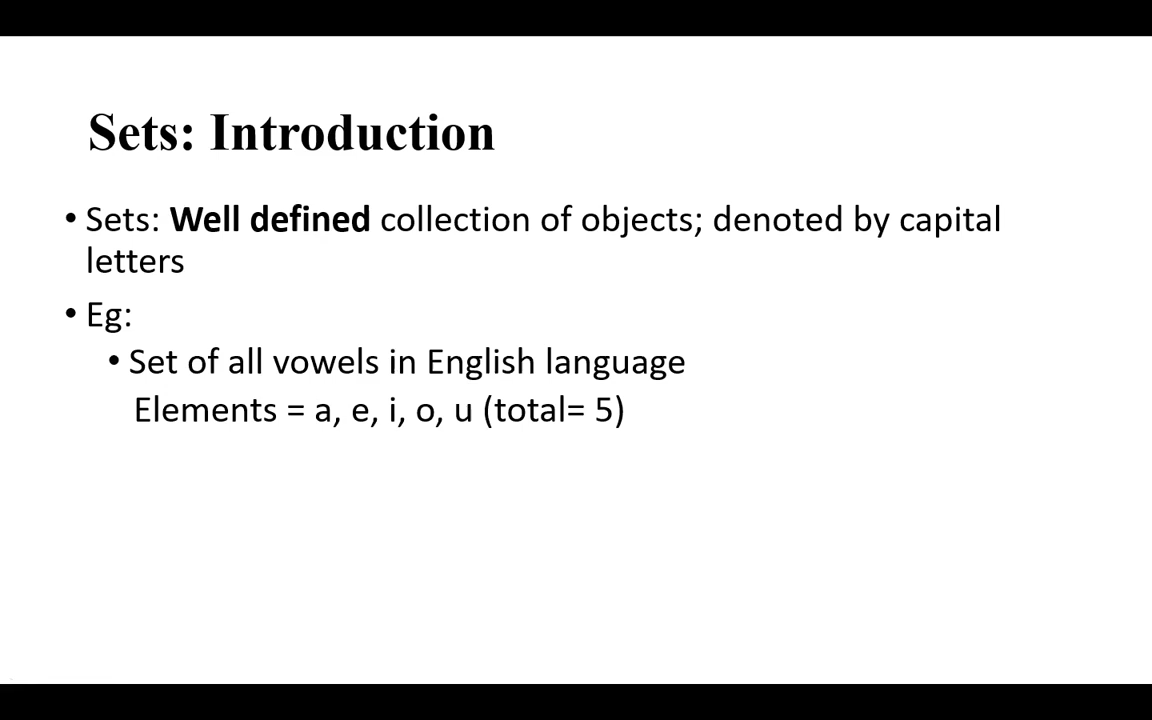 Sets: Introduction
• Sets: Well defined collection of objects; denoted by capital
letters
• Eg:
• Set of all vowels in English language
Elements = a, e, i, o, u (total= 5)